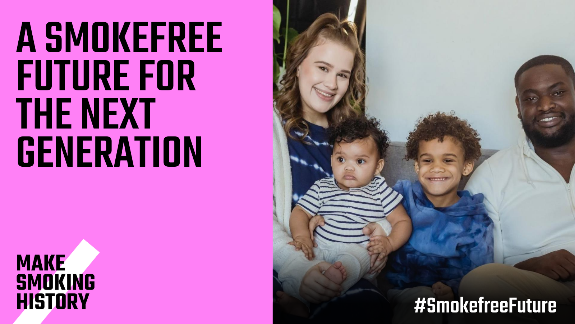 A SMOKEFREE
FUTURE FOR
THE NEXT
GENERATION
MAKE
SMOKING
HISTORY
#SmokefreeFuture